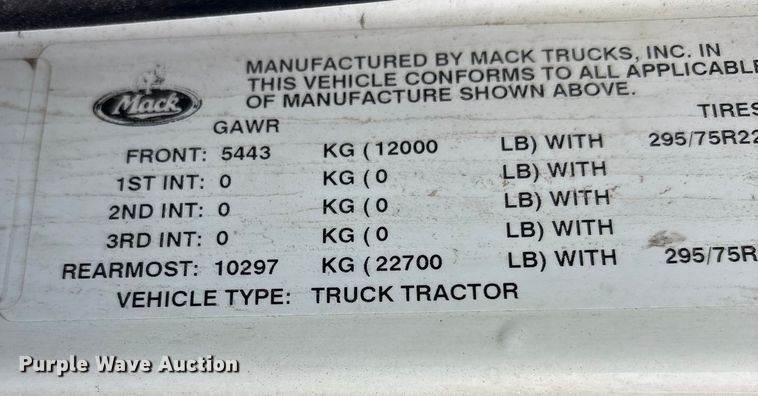 MANUFACTURED BY MACK TRUCKS, INC. IN
THIS VEHICLE CONFORMS TO ALL APPLICABLE
OF MANUFACTURE SHOWN ABOVE.
Mack
GAWR TIRES
FRONT: 5443 KG ( 12000 LB) WITH 295/75R22
1ST INT: 0 KG ( 0 LB) WITH
2ND INT: 0 KG ( 0 LB) WITH
3RD INT: 0 KG ( 0 LB) WITH
REARMOST: 10297 KG ( 22700 LB) WITH 295/75R
VEHICLE TYPE: TRUCK TRACTOR
Purple Wave Auction